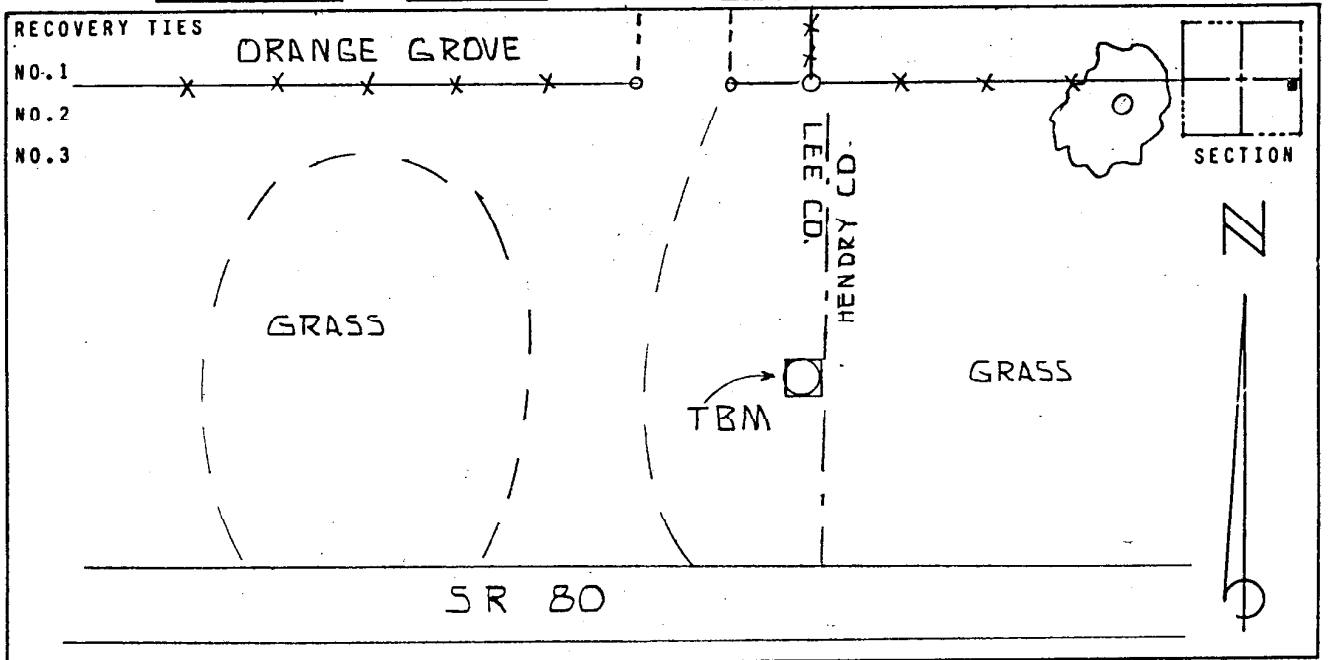 RECOVERY TIES
ORANGE GROVE
NO.1
NO.2
NO.3
SECTION
LEE CO.
HENDRY CO.
N
GRASS
GRASS
TBM
SR 80